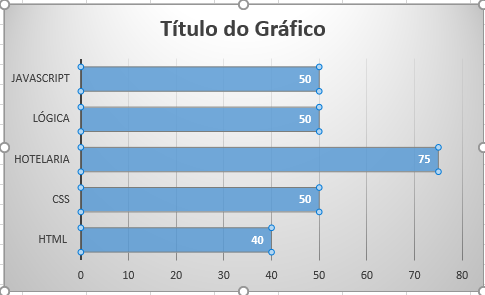 Título do Gráfico
JAVASCRIPT 50
LÓGICA 50
HOTELARIA 75
CSS 50
HTML 40
0 10 20 30 40 50 60 70 80